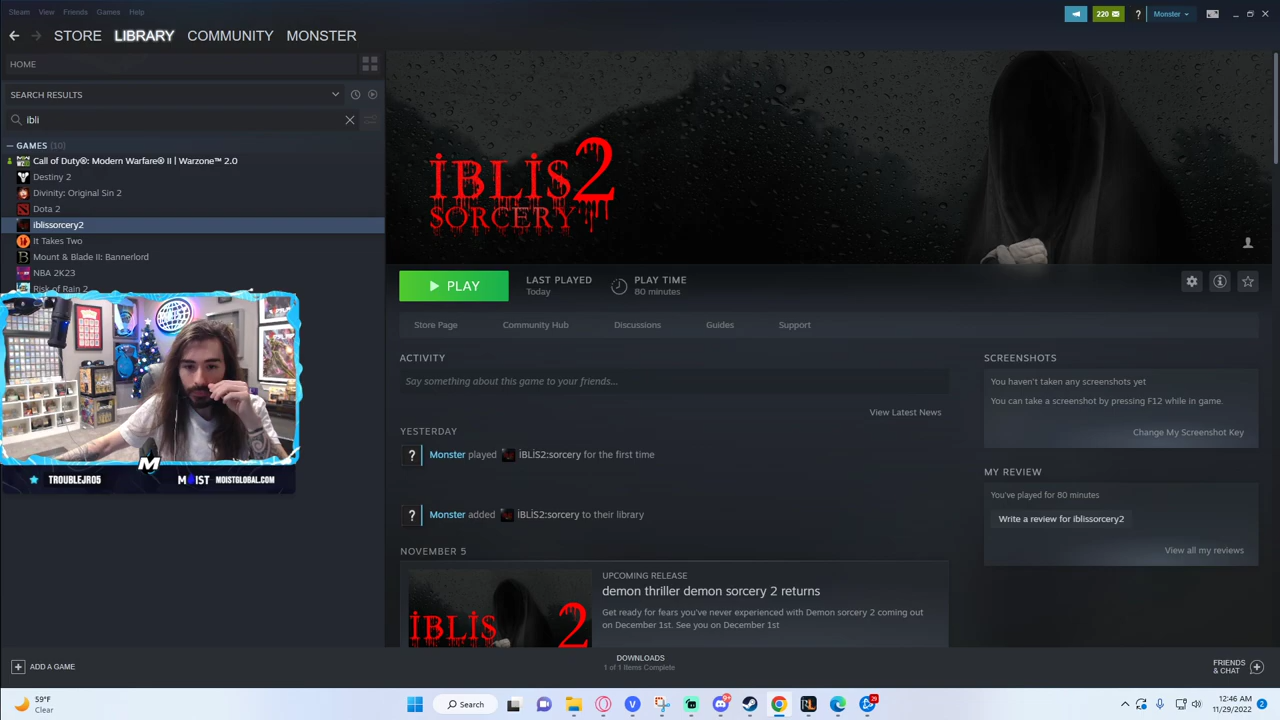 Steam View Friends Games Help
220
?
Monster
STORE LIBRARY COMMUNITY MONSTER
HOME
SEARCH RESULTS
ibli
GAMES (10)
Call of Duty®: Modern Warfare® II | Warzone™ 2.0
Destiny 2
Divinity: Original Sin 2
Dota 2
iblissorcery2
It Takes Two
Mount & Blade II: Bannerlord
NBA 2K23
Risk of Rain 2
TROUBLEJR05
MOIST MOISTGLOBAL.COM
İBLİS2
SORCERY
PLAY
LAST PLAYED
Today
PLAY TIME
80 minutes
Store Page Community Hub Discussions Guides Support
ACTIVITY
Say something about this game to your friends...
View Latest News
YESTERDAY
? Monster played İBLİS2:sorcery for the first time
? Monster added İBLİS2:sorcery to their library
NOVEMBER 5
İBLİS 2
UPCOMING RELEASE
demon thriller demon sorcery 2 returns
Get ready for fears you've never experienced with Demon sorcery 2 coming out
on December 1st. See you on December 1st
SCREENSHOTS
You haven't taken any screenshots yet
You can take a screenshot by pressing F12 while in game.
Change My Screenshot Key
MY REVIEW
You've played for 80 minutes
Write a review for iblissorcery2
View all my reviews
ADD A GAME
DOWNLOADS
1 of 1 Items Complete
FRIENDS
& CHAT
59°F
Clear
Search
12:46 AM
11/29/2022